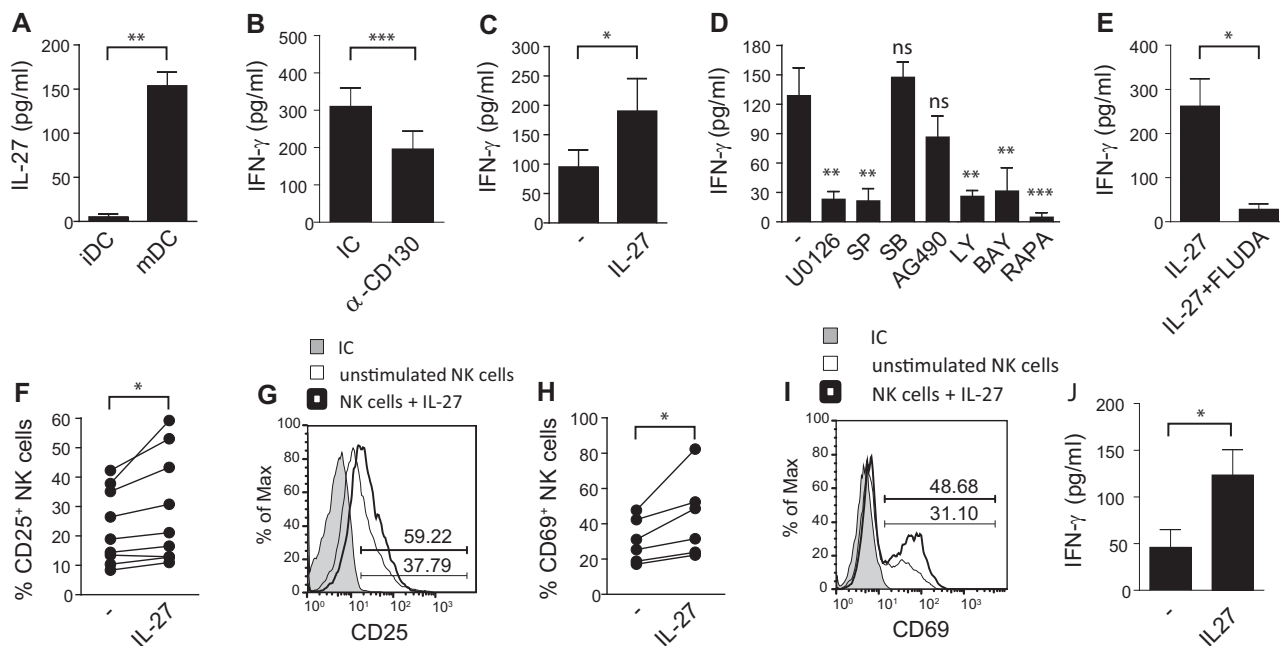 A
**
IL-27 (pg/ml)
200
150
100
50
0
iDC
mDC
B
***
IFN-γ (pg/ml)
500
400
300
200
100
0
IC
α-CD130
C
*
IFN-γ (pg/ml)
300
250
200
150
100
50
0
-
IL-27
D
IFN-γ (pg/ml)
180
150
120
90
60
30
0
** ** ns ns ** ** ***
-
U0126
SP
SB
AG490
LY
BAY
RAPA
E
*
IFN-γ (pg/ml)
400
300
200
100
0
IL-27
IL-27+FLUDA
F
*
% CD25+ NK cells
60
50
40
30
20
10
0
-
IL-27
G
IC
unstimulated NK cells
NK cells + IL-27
% of Max
100
80
60
40
20
0
59.22
37.79
10⁰ 10¹ 10² 10³
CD25
H
*
% CD69+ NK cells
100
80
60
40
20
0
-
IL-27
I
IC
unstimulated NK cells
NK cells + IL-27
% of Max
100
80
60
40
20
0
48.68
31.10
10⁰ 10¹ 10² 10³
CD69
J
*
IFN-γ (pg/ml)
200
150
100
50
0
-
IL27